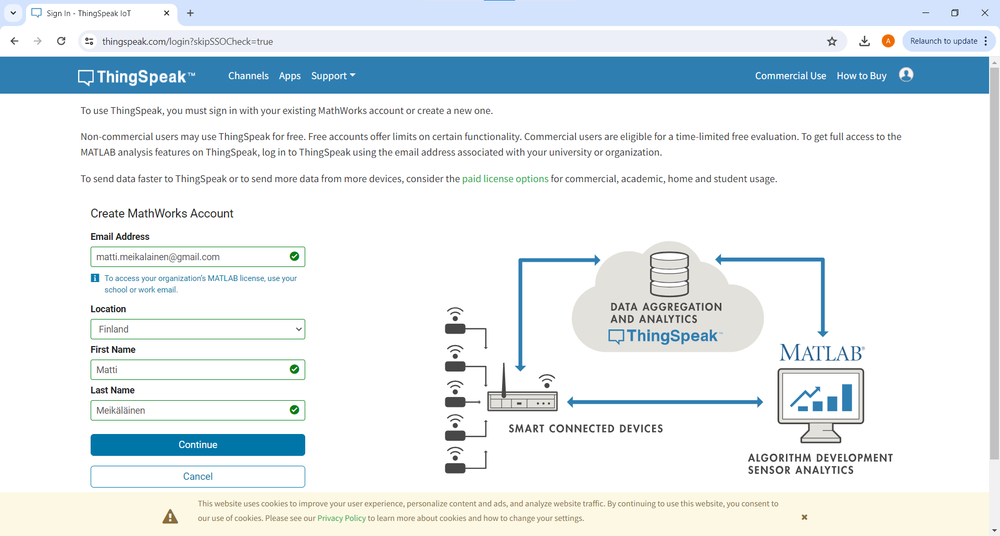 Sign In - ThingSpeak IoT
thingspeak.com/login?skipSSOCheck=true
A
Relaunch to update
ThingSpeak™
Channels
Apps
Support
Commercial Use
How to Buy
To use ThingSpeak, you must sign in with your existing MathWorks account or create a new one.
Non-commercial users may use ThingSpeak for free. Free accounts offer limits on certain functionality. Commercial users are eligible for a time-limited free evaluation. To get full access to the
MATLAB analysis features on ThingSpeak, log in to ThingSpeak using the email address associated with your university or organization.
To send data faster to ThingSpeak or to send more data from more devices, consider the paid license options for commercial, academic, home and student usage.
Create MathWorks Account
Email Address
matti.meikalainen@gmail.com
To access your organization’s MATLAB license, use your
school or work email.
Location
Finland
First Name
Matti
Last Name
Meikäläinen
Continue
Cancel
DATA AGGREGATION
AND ANALYTICS
ThingSpeak™
MATLAB®
SMART CONNECTED DEVICES
ALGORITHM DEVELOPMENT
SENSOR ANALYTICS
This website uses cookies to improve your user experience, personalize content and ads, and analyze website traffic. By continuing to use this website, you consent to
our use of cookies. Please see our Privacy Policy to learn more about cookies and how to change your settings.